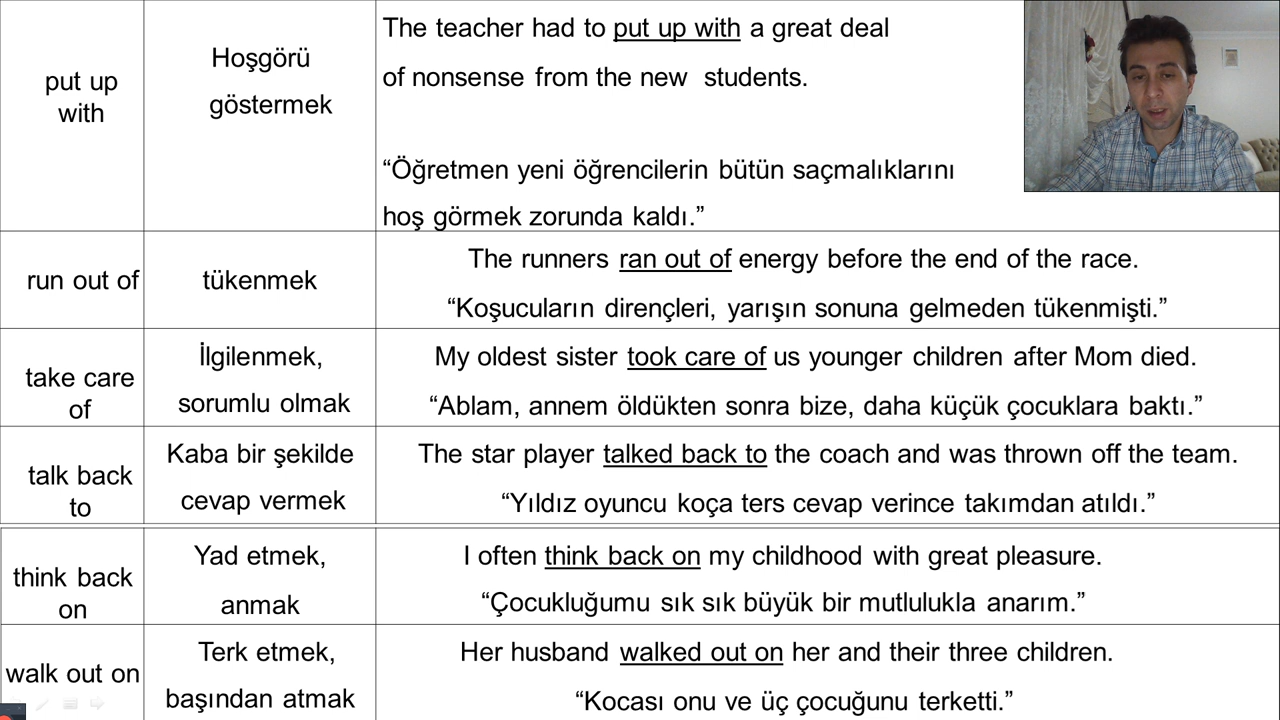 put up
with
Hoşgörü
göstermek
The teacher had to put up with a great deal
of nonsense from the new students.
“Öğretmen yeni öğrencilerin bütün saçmalıklarını
hoş görmek zorunda kaldı.”
run out of
tükenmek
The runners ran out of energy before the end of the race.
“Koşucuların dirençleri, yarışın sonuna gelmeden tükenmişti.”
take care
of
İlgilenmek,
sorumlu olmak
My oldest sister took care of us younger children after Mom died.
“Ablam, annem öldükten sonra bize, daha küçük çocuklara baktı.”
talk back
to
Kaba bir şekilde
cevap vermek
The star player talked back to the coach and was thrown off the team.
“Yıldız oyuncu koça ters cevap verince takımdan atıldı.”
think back
on
Yad etmek,
anmak
I often think back on my childhood with great pleasure.
“Çocukluğumu sık sık büyük bir mutlulukla anarım.”
walk out on
Terk etmek,
başından atmak
Her husband walked out on her and their three children.
“Kocası onu ve üç çocuğunu terketti.”